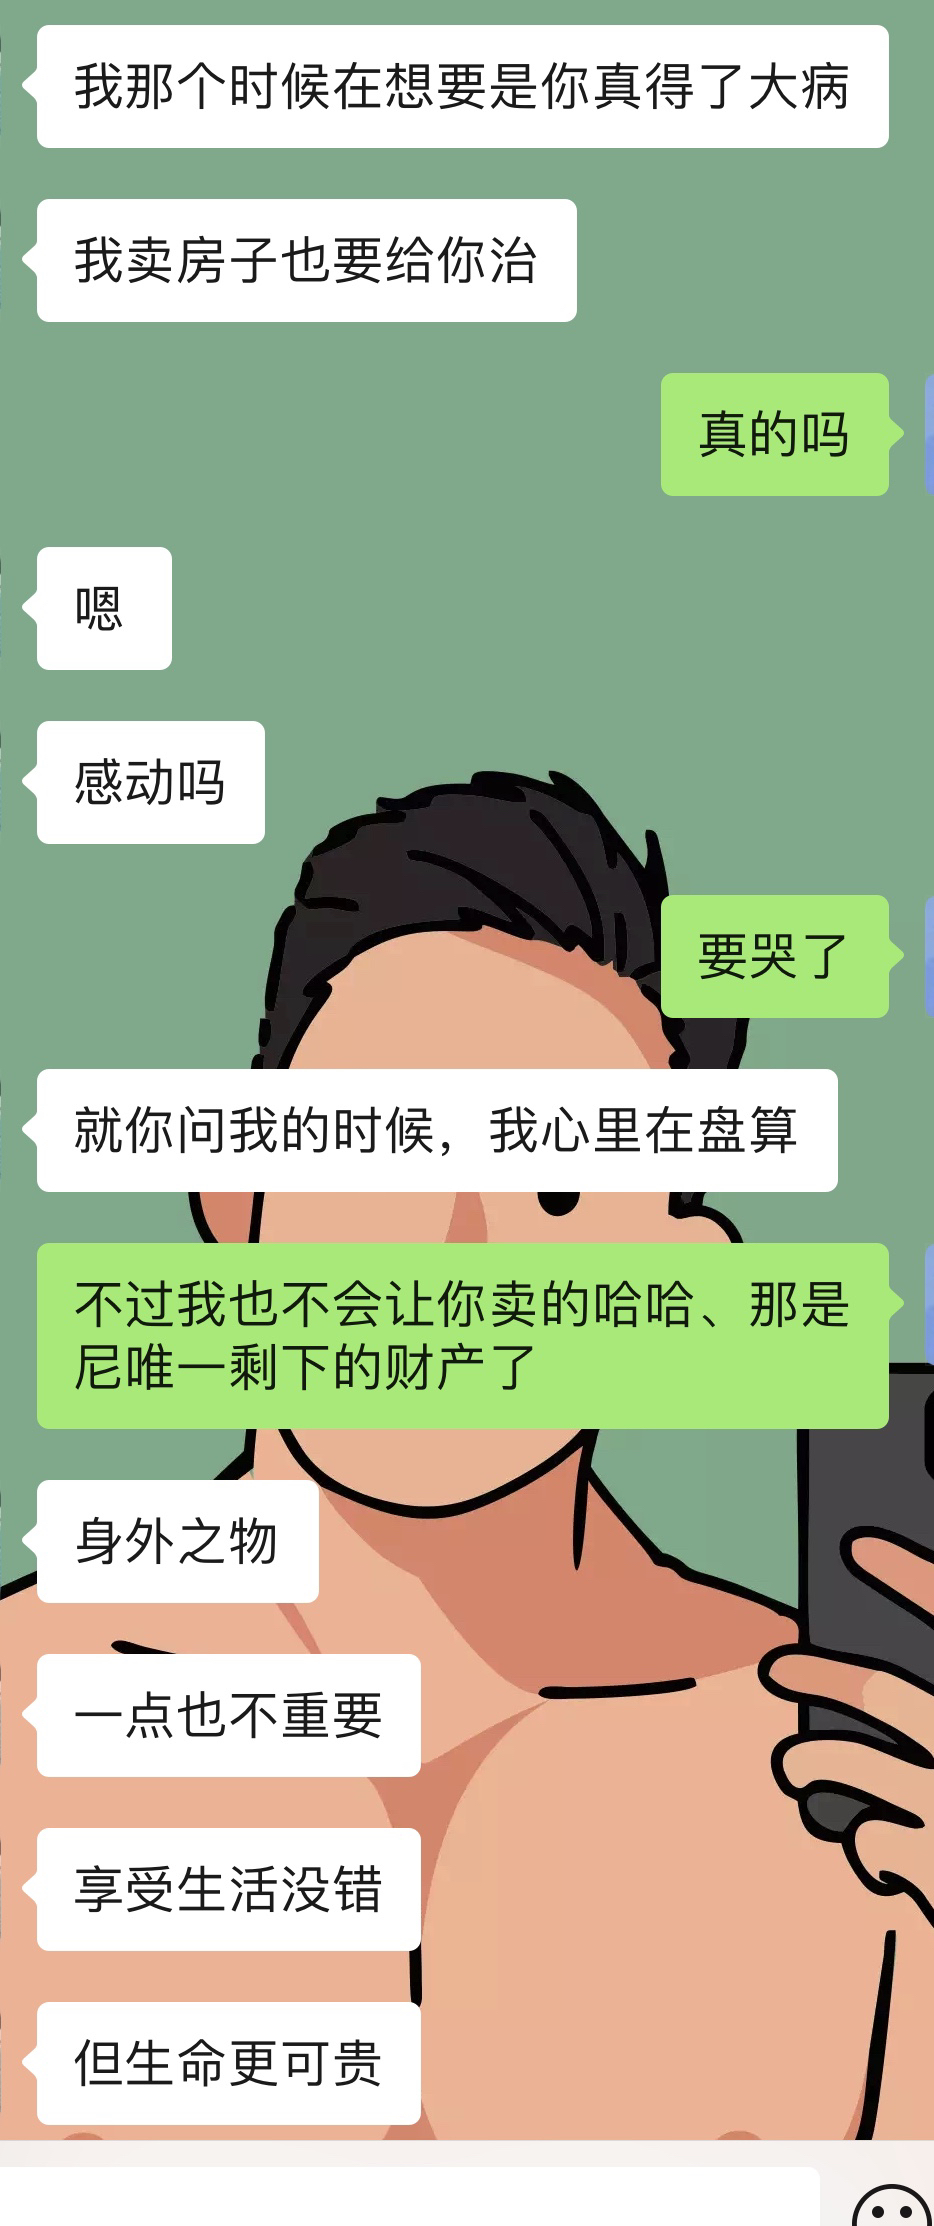 我那个时候在想要是你真得了大病
我卖房子也要给你治
真的吗
嗯
感动吗
要哭了
就你问我的时候，我心里在盘算
不过我也不会让你卖的哈哈、那是
尼唯一剩下的财产了
身外之物
一点也不重要
享受生活没错
但生命更可贵